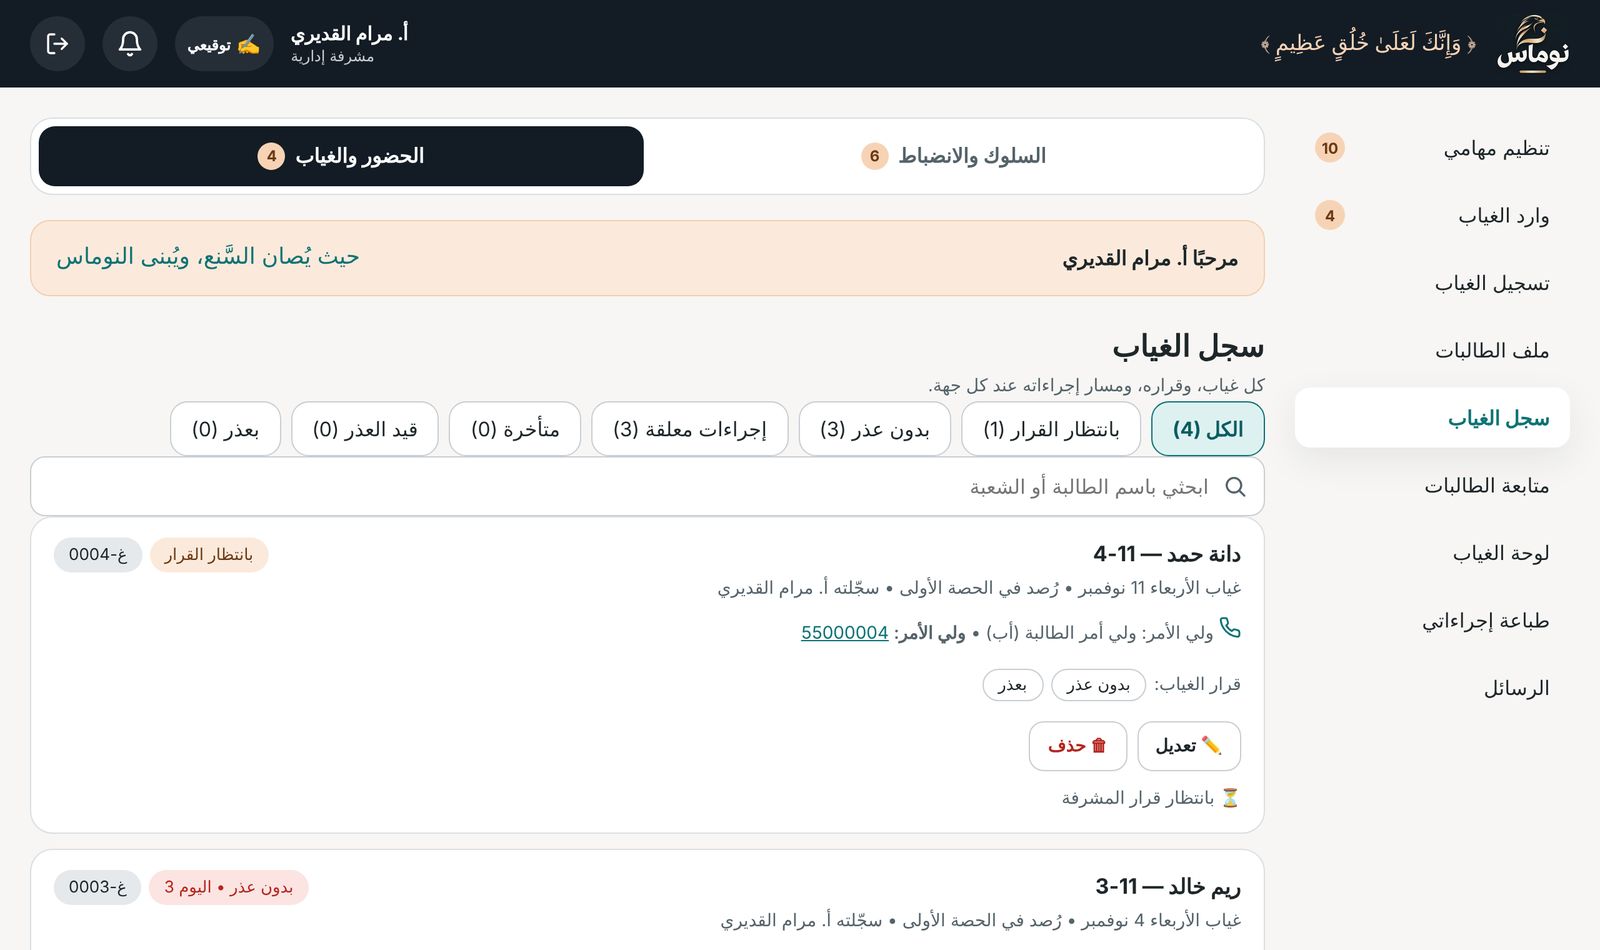 نوماس
﴿ وَإِنَّكَ لَعَلَىٰ خُلُقٍ عَظِيمٍ ﴾
أ. مرام القديري
مشرفة إدارية
✍️ توقيعي
تنظيم مهامي 10
وارد الغياب 4
تسجيل الغياب
ملف الطالبات
سجل الغياب
متابعة الطالبات
لوحة الغياب
طباعة إجراءاتي
الرسائل
السلوك والانضباط 6
الحضور والغياب 4
مرحبًا أ. مرام القديري
حيث يُصان السَّنع، ويُبنى النوماس
سجل الغياب
كل غياب، وقراره، ومسار إجراءاته عند كل جهة.
الكل (4)
بانتظار القرار (1)
بدون عذر (3)
إجراءات معلقة (3)
متأخرة (0)
قيد العذر (0)
بعذر (0)
ابحثي باسم الطالبة أو الشعبة
دانة حمد — 11-4
بانتظار القرار
غ-0004
غياب الأربعاء 11 نوفمبر • رُصد في الحصة الأولى • سجّلته أ. مرام القديري
ولي الأمر: ولي أمر الطالبة (أب) • ولي الأمر: 55000004
قرار الغياب: بدون عذر بعذر
✏️ تعديل
🗑 حذف
⏳ بانتظار قرار المشرفة
ريم خالد — 11-3
بدون عذر • اليوم 3
غ-0003
غياب الأربعاء 4 نوفمبر • رُصد في الحصة الأولى • سجّلته أ. مرام القديري